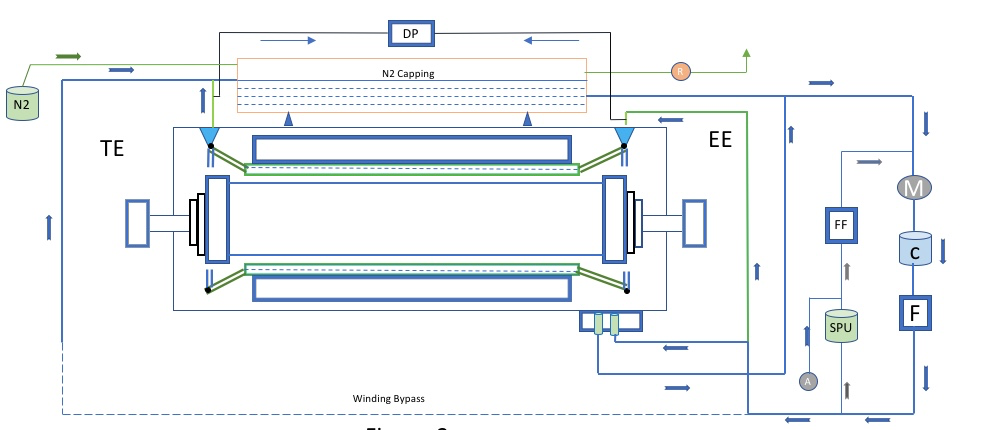 DP
N2 Capping
R
N2
TE
EE
M
FF
C
F
SPU
A
Winding Bypass